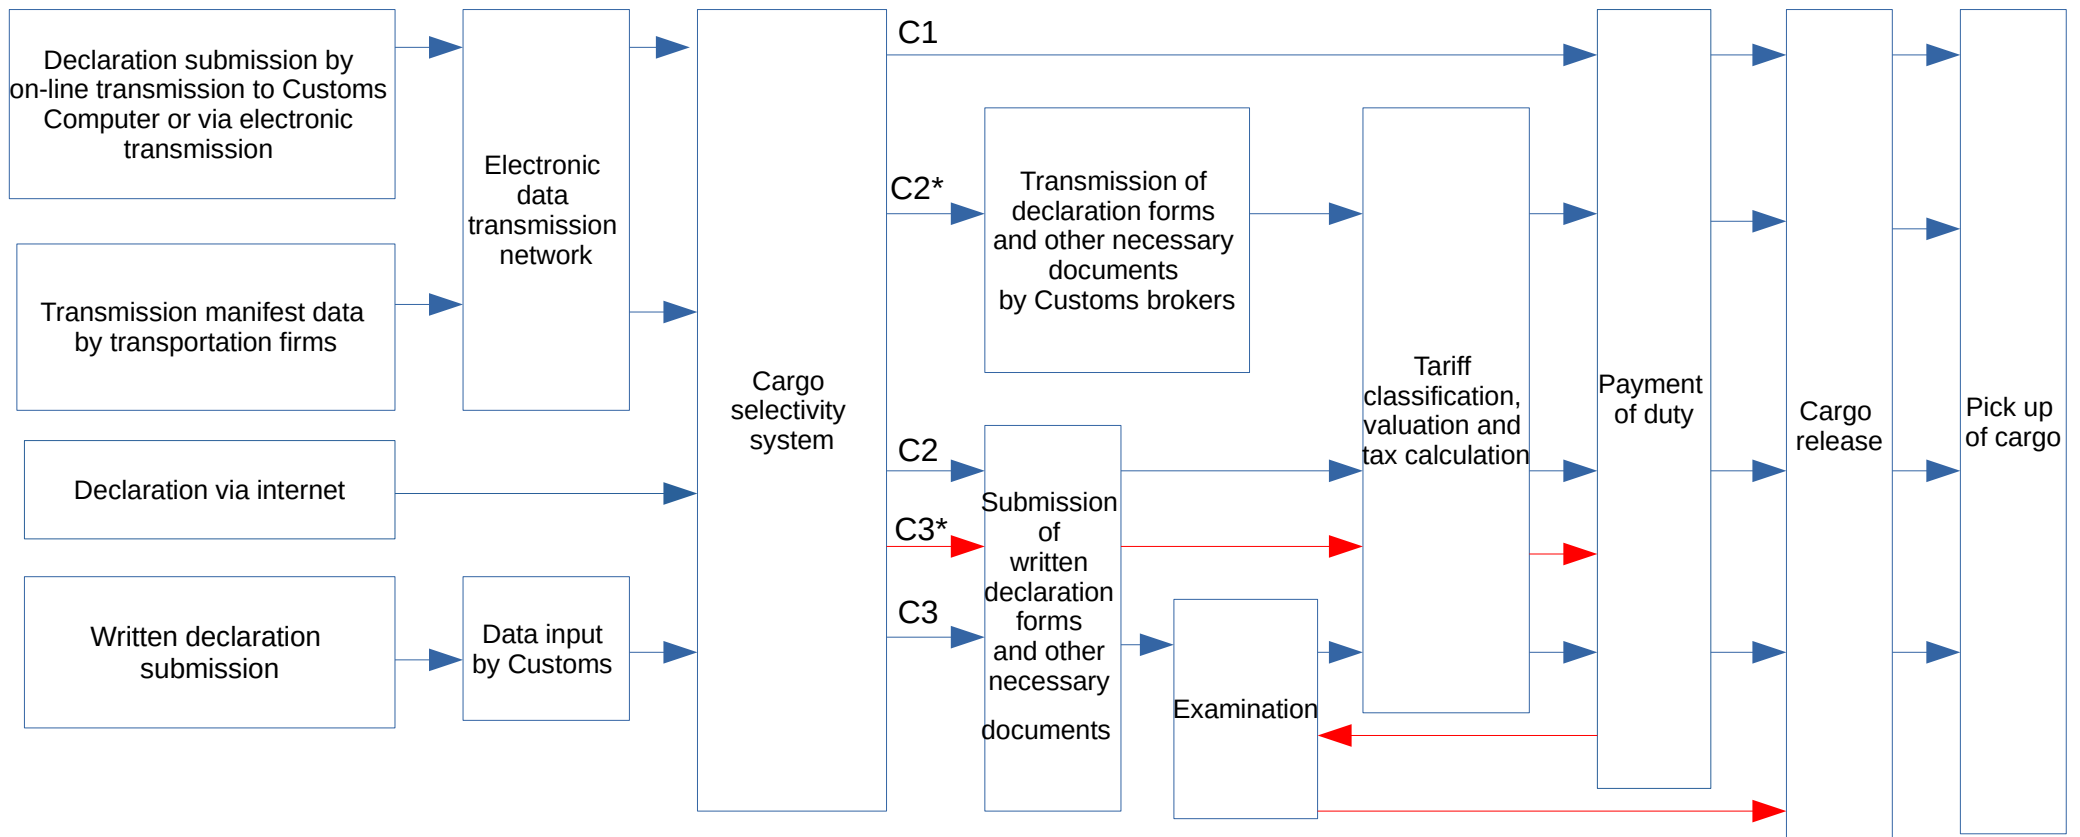 Declaration submission by
on-line transmission to Customs
Computer or via electronic
transmission
Transmission manifest data
by transportation firms
Declaration via internet
Written declaration
submission
Electronic
data
transmission
network
Data input
by Customs
Cargo
selectivity
system
C1
C2*
C2
C3*
C3
Transmission of
declaration forms
and other necessary
documents
by Customs brokers
Submission
of
written
declaration
forms
and other
necessary
documents
Examination
Tariff
classification,
valuation and
tax calculation
Payment
of duty
Cargo
release
Pick up
of cargo